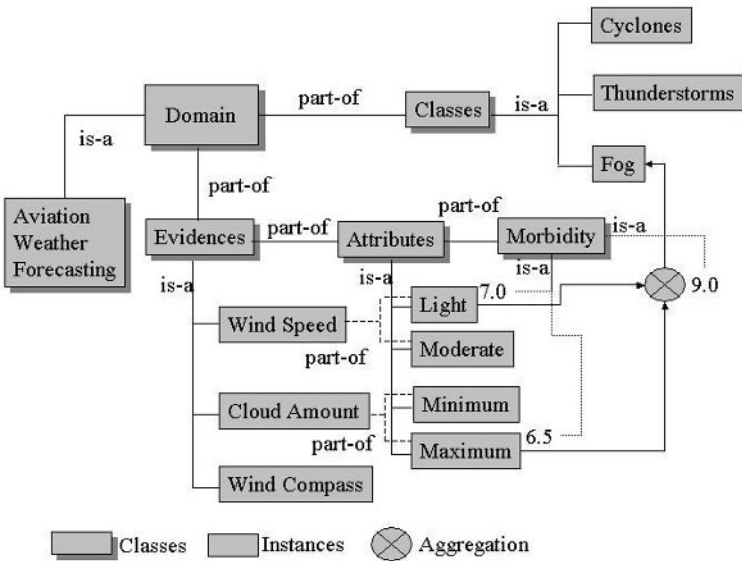 Cyclones
part-of
Domain
Classes
is-a
Thunderstorms
is-a
Fog
part-of
Aviation
Weather
Forecasting
Evidences
part-of
Attributes
part-of
Morbidity
is-a
is-a
is-a
is-a
Light
7.0
9.0
Wind Speed
part-of
Moderate
Cloud Amount
Minimum
part-of
Maximum
6.5
Wind Compass
Classes
Instances
Aggregation